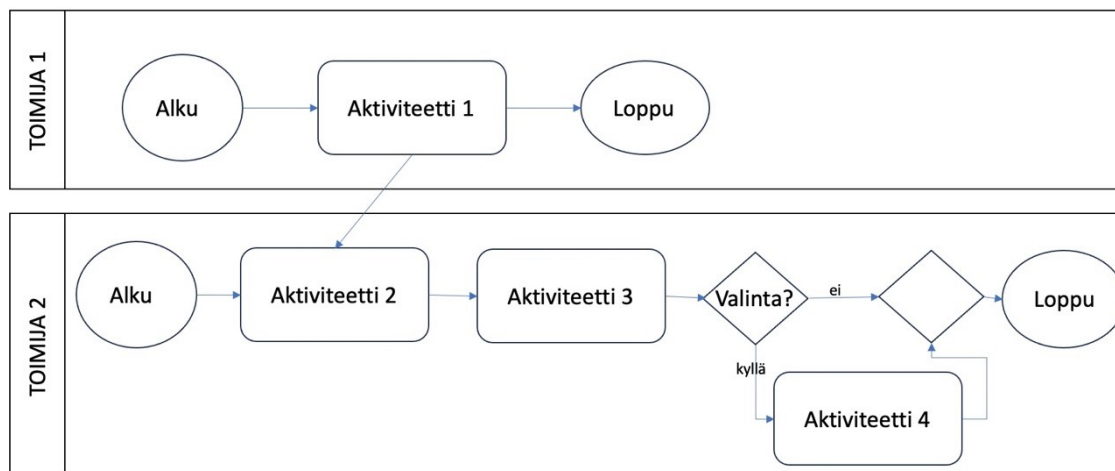 TOIMIJA 1
Alku
Aktiviteetti 1
Loppu
TOIMIJA 2
Alku
Aktiviteetti 2
Aktiviteetti 3
Valinta?
ei
Loppu
kyllä
Aktiviteetti 4